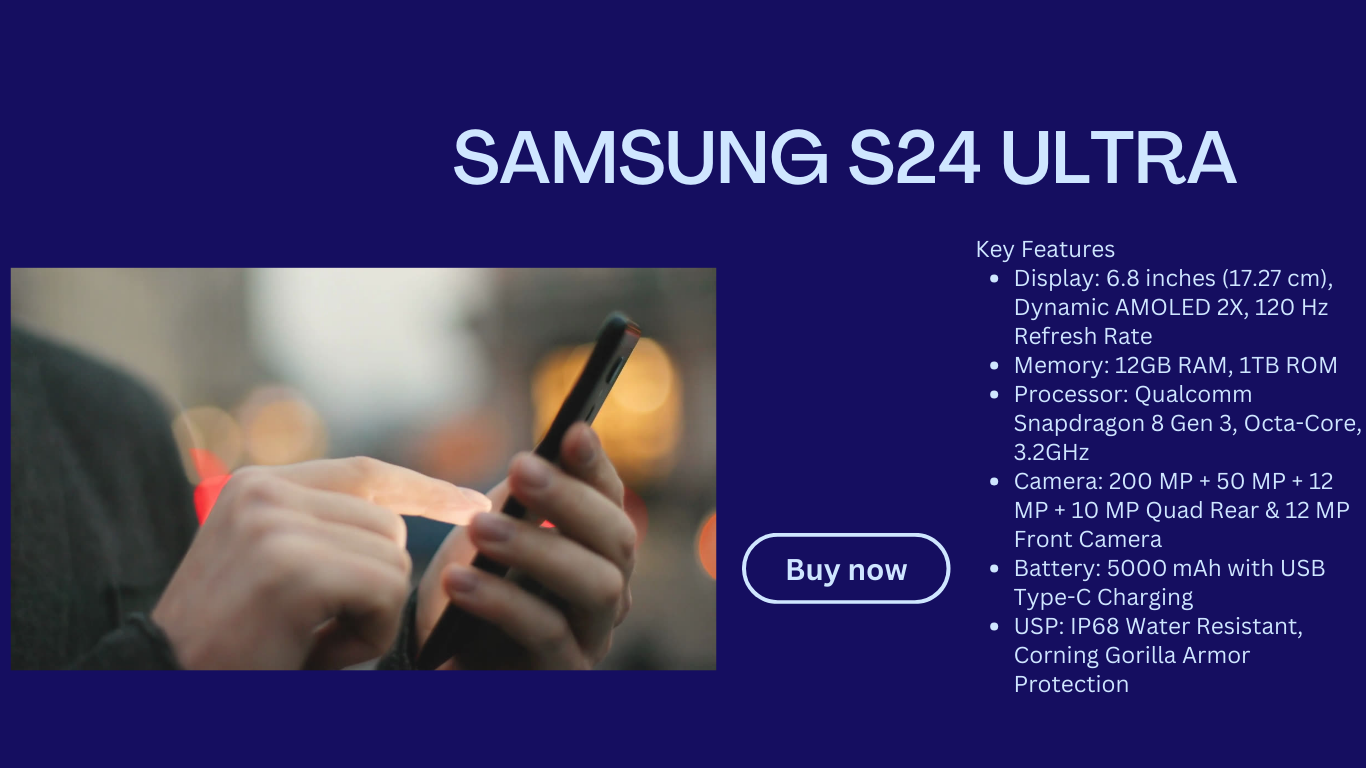 SAMSUNG S24 ULTRA
Key Features
• Display: 6.8 inches (17.27 cm),
Dynamic AMOLED 2X, 120 Hz
Refresh Rate
• Memory: 12GB RAM, 1TB ROM
• Processor: Qualcomm
Snapdragon 8 Gen 3, Octa-Core,
3.2GHz
• Camera: 200 MP + 50 MP + 12
MP + 10 MP Quad Rear & 12 MP
Front Camera
• Battery: 5000 mAh with USB
Type-C Charging
• USP: IP68 Water Resistant,
Corning Gorilla Armor
Protection
Buy now